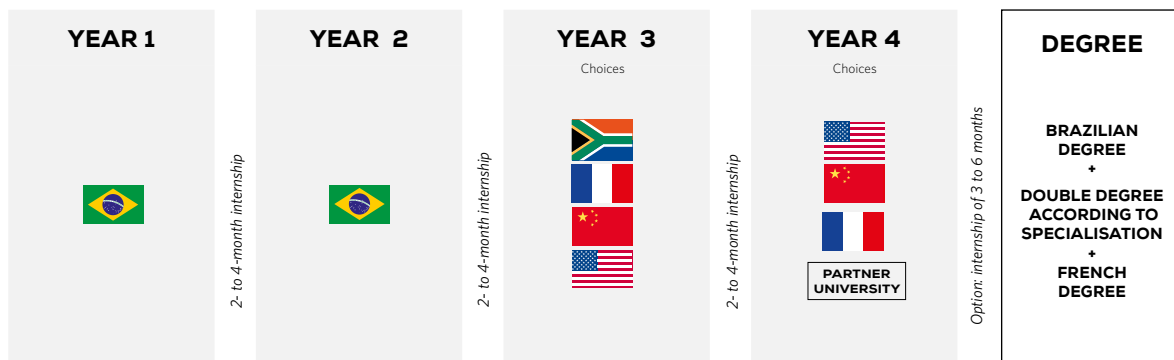 YEAR 1
2- to 4-month internship
YEAR 2
2- to 4-month internship
YEAR 3
Choices
2- to 4-month internship
YEAR 4
Choices
PARTNER
UNIVERSITY
Option: internship of 3 to 6 months
DEGREE
BRAZILIAN
DEGREE
+
DOUBLE DEGREE
ACCORDING TO
SPECIALISATION
+
FRENCH
DEGREE